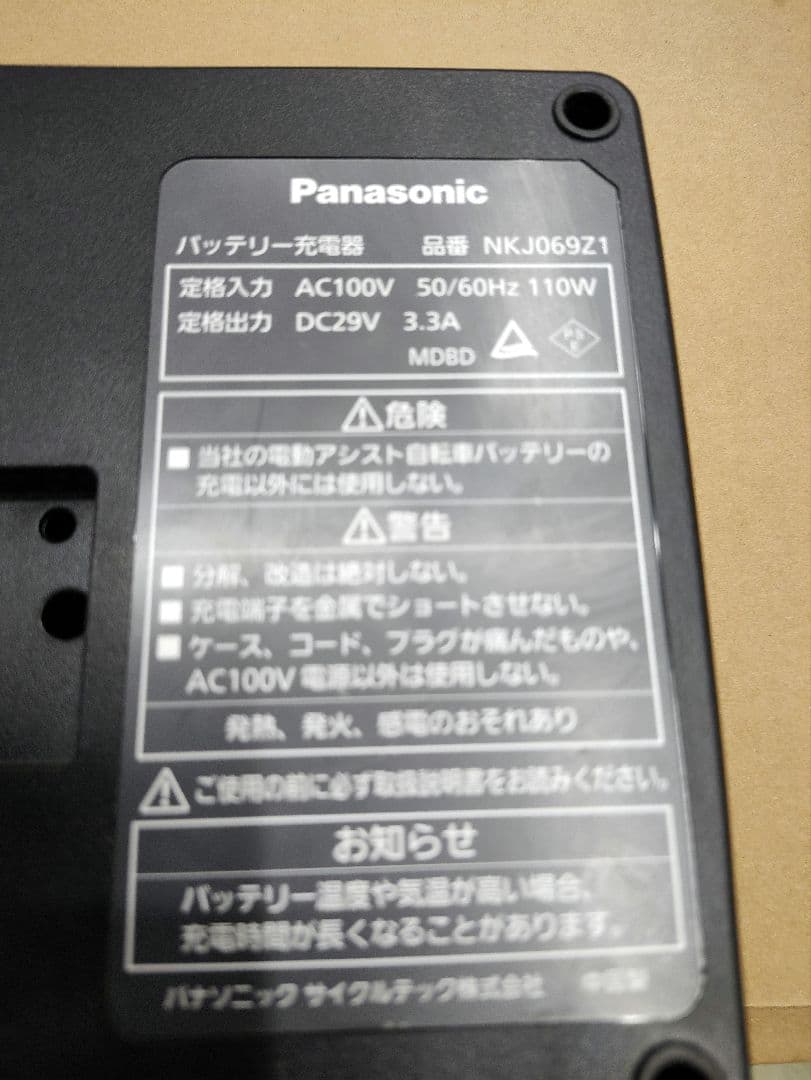 Panasonic
バッテリー充電器 品番 NKJ069Z1
定格入力 AC100V 50/60Hz 110W
定格出力 DC29V 3.3A
MDBD
危険
■ 当社の電動アシスト自転車バッテリーの
充電以外には使用しない。
警告
■ 分解、改造は絶対しない。
■ 充電端子を金属でショートさせない。
■ ケース、コード、プラグが痛んだものや、
AC100V 電源以外は使用しない。
発熱、発火、感電のおそれあり
ご使用の前に必ず取扱説明書をお読みください。
お知らせ
バッテリー温度や気温が高い場合、
充電時間が長くなることがあります。
パナソニック サイクルテック株式会社 中国製